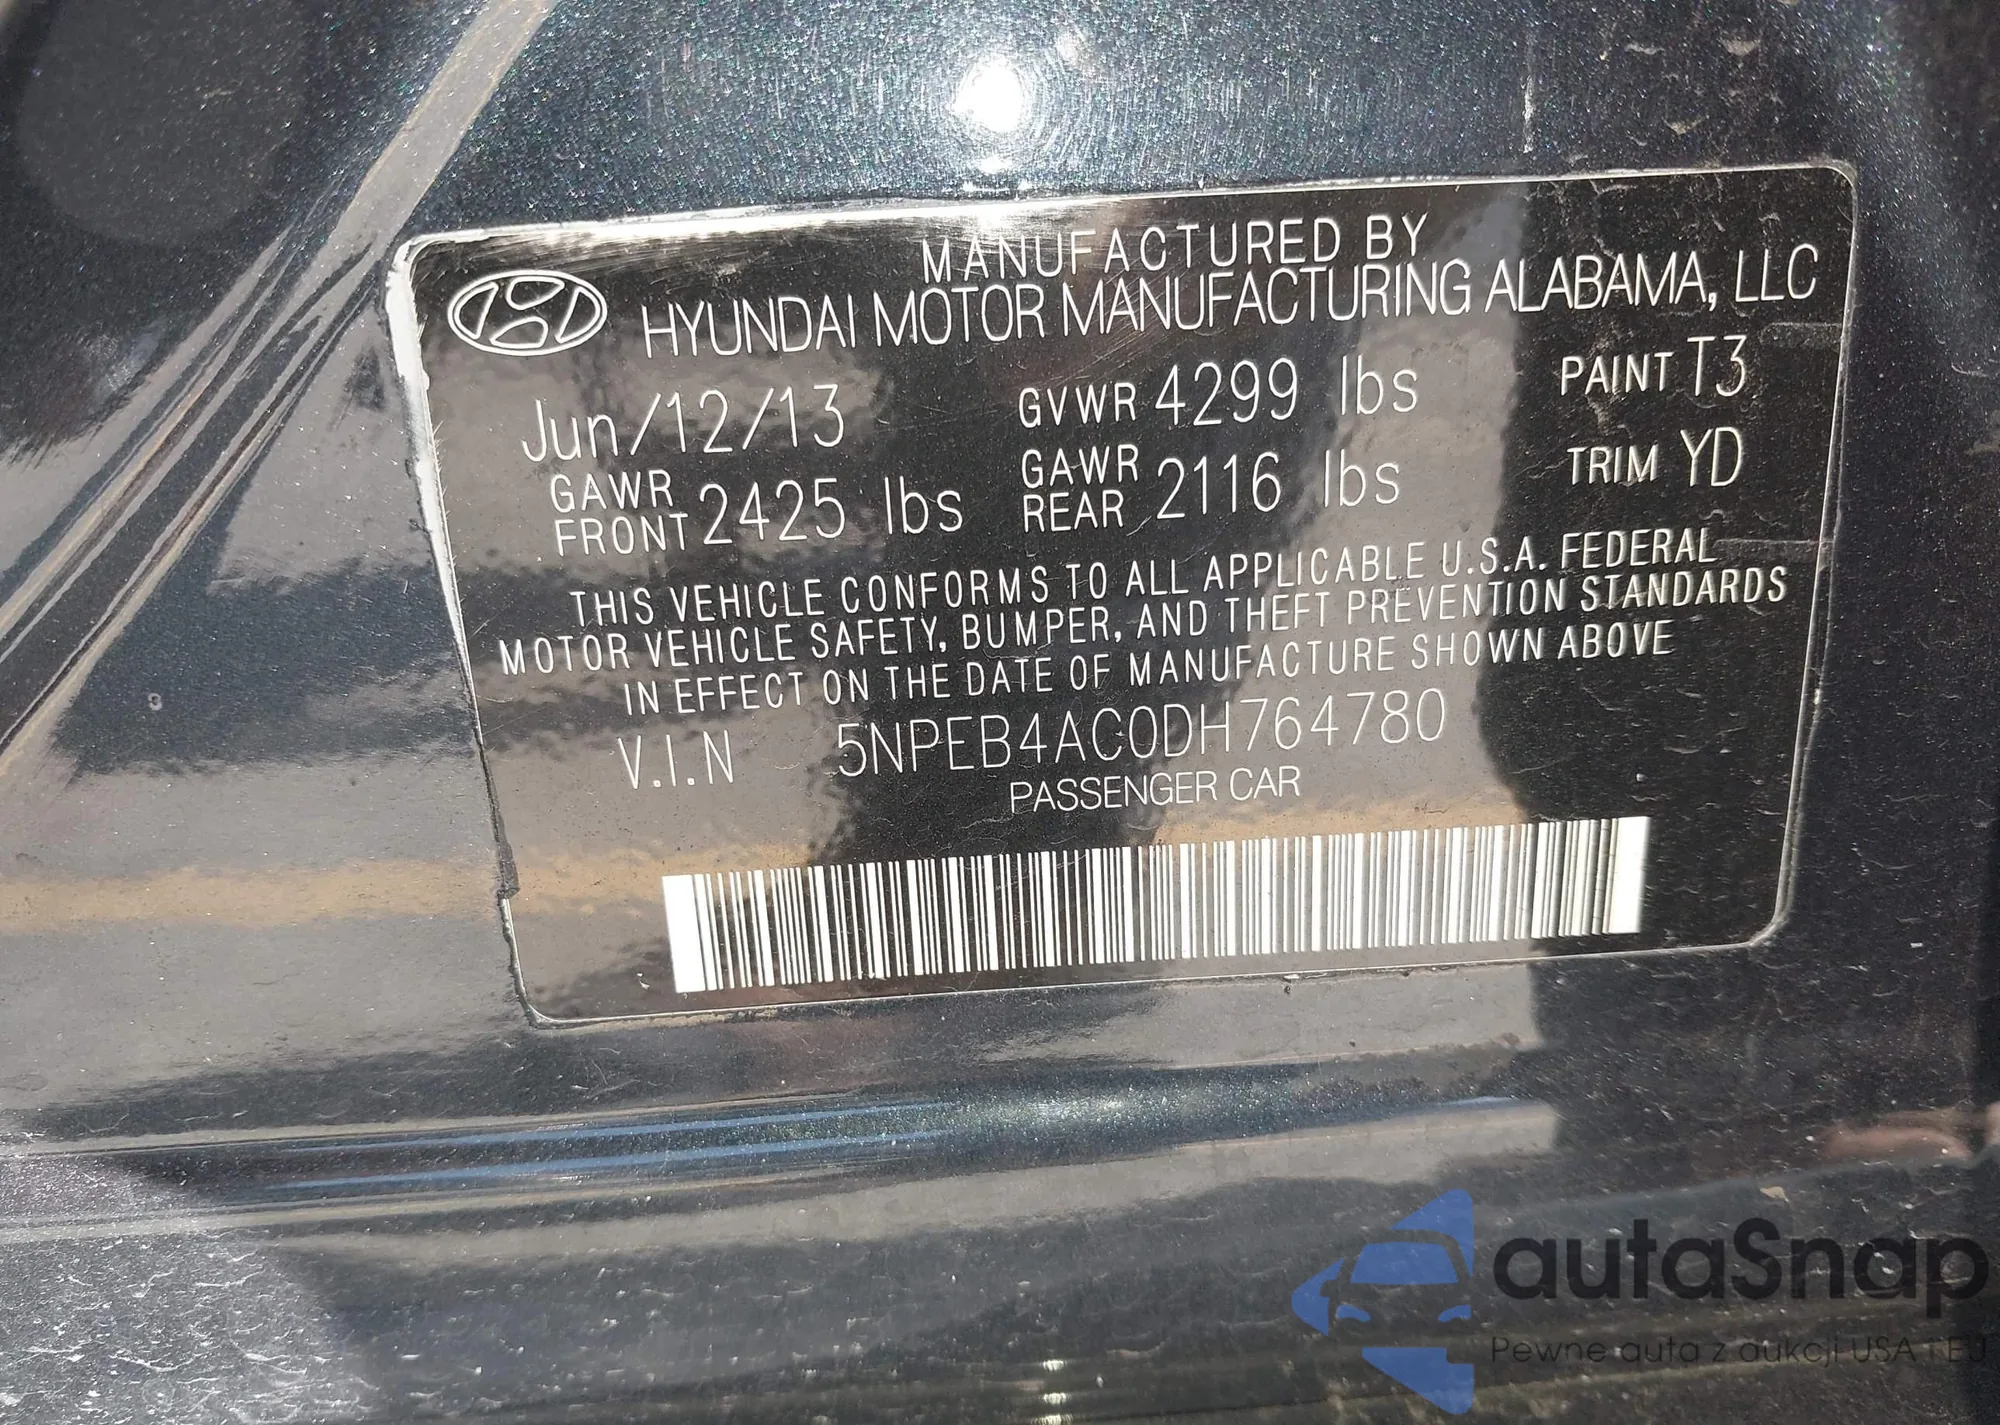 MANUFACTURED BY
HYUNDAI MOTOR MANUFACTURING ALABAMA, LLC
Jun/12/13 GVWR 4299 lbs PAINT T3
GAWR FRONT 2425 lbs GAWR REAR 2116 lbs TRIM YD
THIS VEHICLE CONFORMS TO ALL APPLICABLE U.S.A. FEDERAL
MOTOR VEHICLE SAFETY, BUMPER, AND THEFT PREVENTION STANDARDS
IN EFFECT ON THE DATE OF MANUFACTURE SHOWN ABOVE
V.I.N 5NPEB4AC0DH764780
PASSENGER CAR
autaSnap
Pewne auta z aukcji USA i EU